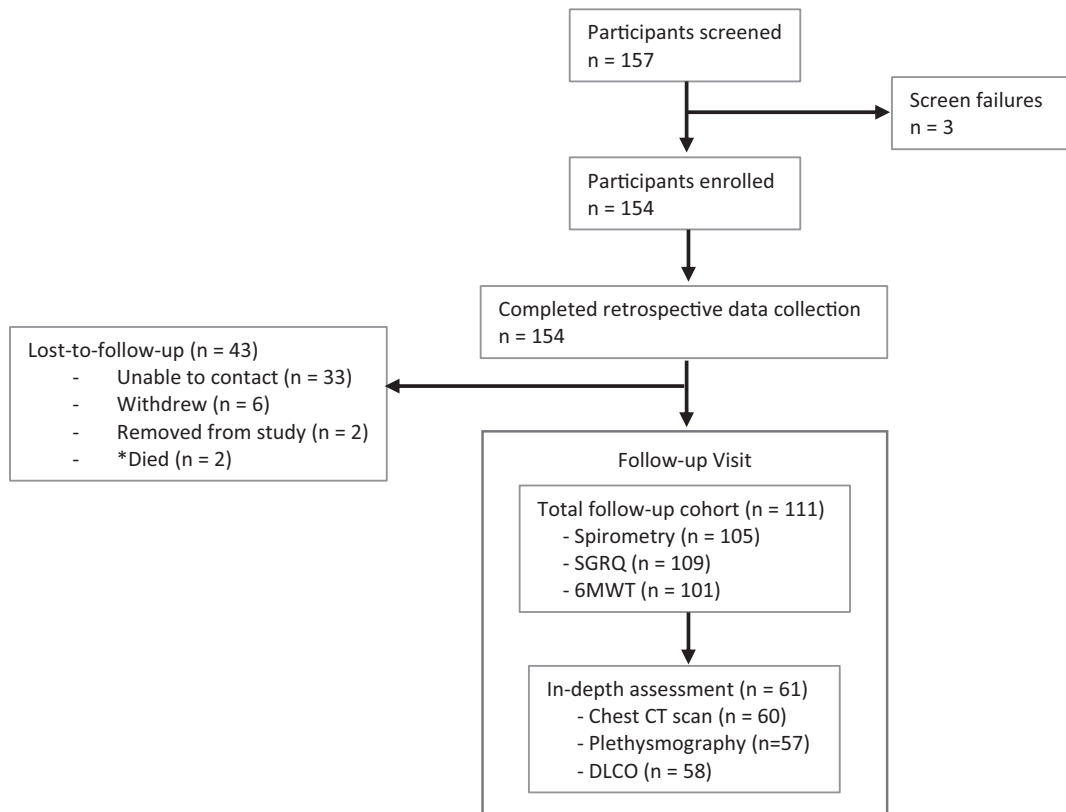 Participants screened
n = 157
Screen failures
n = 3
Participants enrolled
n = 154
Completed retrospective data collection
n = 154
Lost-to-follow-up (n = 43)
- Unable to contact (n = 33)
- Withdrew (n = 6)
- Removed from study (n = 2)
- *Died (n = 2)
Follow-up Visit
Total follow-up cohort (n = 111)
- Spirometry (n = 105)
- SGRQ (n = 109)
- 6MWT (n = 101)
In-depth assessment (n = 61)
- Chest CT scan (n = 60)
- Plethysmography (n=57)
- DLCO (n = 58)